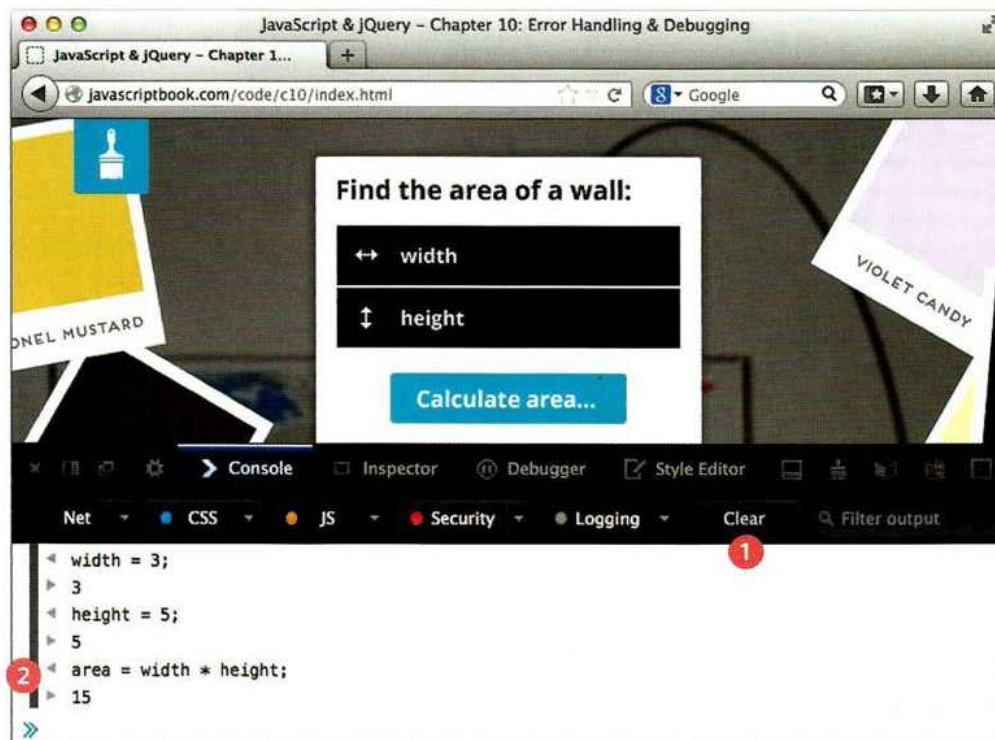 JavaScript & jQuery – Chapter 10: Error Handling & Debugging
JavaScript & jQuery – Chapter 1... +
javascriptbook.com/code/c10/index.html Google
Find the area of a wall:
width
height
Calculate area...
ONEL MUSTARD
VIOLET CANDY
Console Inspector Debugger Style Editor
Net CSS JS Security Logging Clear Filter output
1
width = 3;
3
height = 5;
5
2 area = width * height;
15